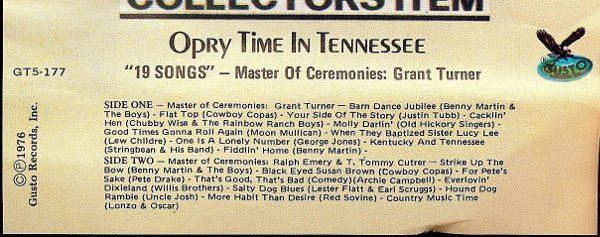 COLLECTORS ITEM
OPRY TIME IN TENNESSEE
GT5-177
"19 SONGS" — Master Of Ceremonies: Grant Turner
GUSTO
SIDE ONE — Master of Ceremonies: Grant Turner — Barn Dance Jubilee (Benny Martin &
The Boys) - Flat Top (Cowboy Copas) - Your Side Of The Story (Justin Tubb) - Cacklin'
Hen (Chubby Wise & The Rainbow Ranch Boys) - Molly Darlin' (Old Hickory Singers) -
Good Times Gonna Roll Again (Moon Mullican) - When They Baptized Sister Lucy Lee
(Lew Childre) - One Is A Lonely Number (George Jones) - Kentucky And Tennessee
(Stringbean & His Band) - Fiddlin' Home (Benny Martin) -
SIDE TWO — Master of Ceremonies: Ralph Emery & T. Tommy Cutrer — Strike Up The
Bow (Benny Martin & The Boys) - Black Eyed Susan Brown (Cowboy Copas) - For Pete's
Sake (Pete Drake) - That's Good, That's Bad (Comedy)(Archie Campbell) - Everlovin'
Dixieland (Willis Brothers) - Salty Dog Blues (Lester Flatt & Earl Scruggs) - Hound Dog
Ramble (Uncle Josh) - More Habit Than Desire (Red Sovine) - Country Music Time
(Lonzo & Oscar)
©℗1976
Gusto Records, Inc.